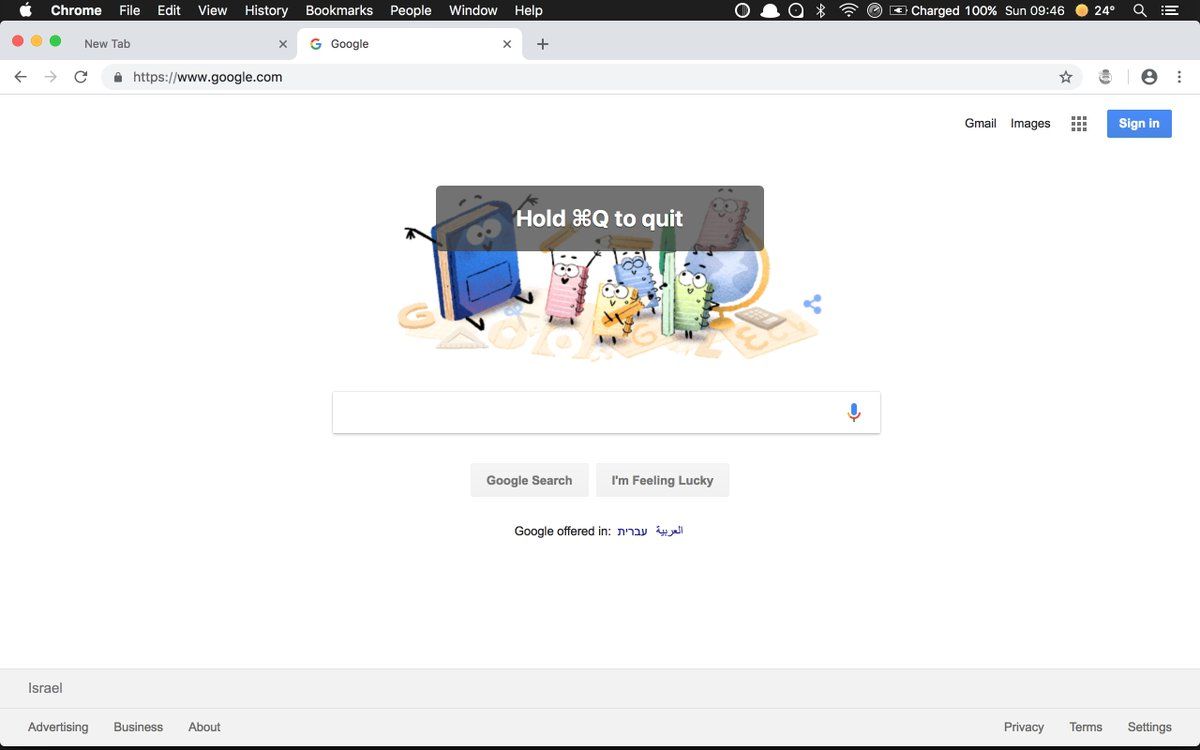 Chrome File Edit View History Bookmarks People Window Help Charged 100% Sun 09:46 24°
New Tab Google
https://www.google.com
Gmail Images Sign in
Hold ⌘Q to quit
Google Search I'm Feeling Lucky
Google offered in: עברית العربية
Israel
Advertising Business About Privacy Terms Settings